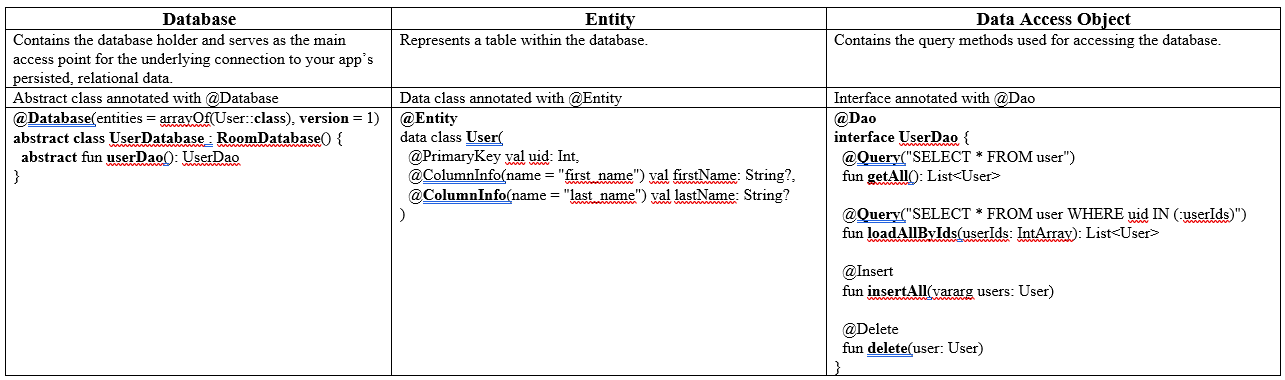 Database
Entity
Data Access Object
Contains the database holder and serves as the main
access point for the underlying connection to your app's
persisted, relational data.
Represents a table within the database.
Contains the query methods used for accessing the database.
Abstract class annotated with @Database
Data class annotated with @Entity
Interface annotated with @Dao
@Database(entities = arrayOf(User::class), version = 1)
abstract class UserDatabase : RoomDatabase() {
abstract fun userDao(): UserDao
}
@Entity
data class User(
@PrimaryKey val uid: Int,
@ColumnInfo(name = "first_name") val firstName: String?,
@ColumnInfo(name = "last_name") val lastName: String?
)
@Dao
interface UserDao {
@Query("SELECT * FROM user")
fun getAll(): List<User>
@Query("SELECT * FROM user WHERE uid IN (:userIds)")
fun loadAllByIds(userIds: IntArray): List<User>
@Insert
fun insertAll(vararg users: User)
@Delete
fun delete(user: User)
}